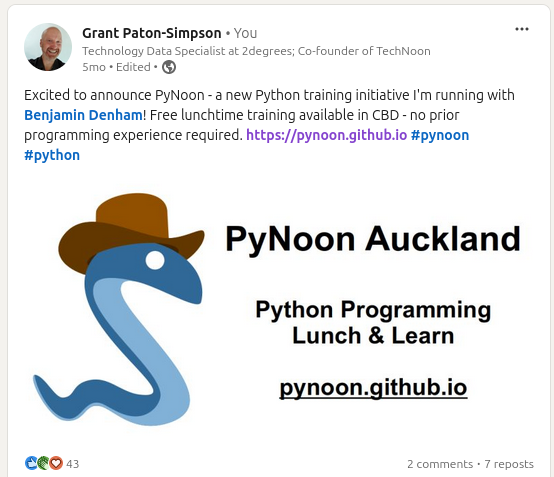 Grant Paton-Simpson • You
Technology Data Specialist at 2degrees; Co-founder of TechNoon
5mo • Edited •
Excited to announce PyNoon - a new Python training initiative I'm running with
Benjamin Denham! Free lunchtime training available in CBD - no prior
programming experience required. https://pynoon.github.io #pynoon
#python
PyNoon Auckland
Python Programming
Lunch & Learn
pynoon.github.io
43
2 comments • 7 reposts